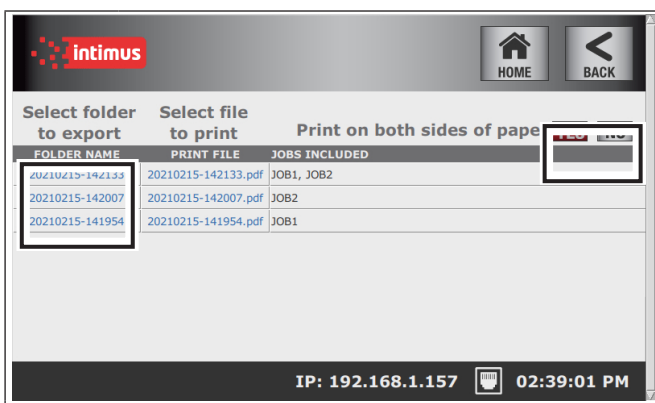 intimus
HOME
BACK
Select folder to export
Select file to print
Print on both sides of pape
YES
NO
FOLDER NAME
PRINT FILE
JOBS INCLUDED
20210215-142133
20210215-142133.pdf
JOB1, JOB2
20210215-142007
20210215-142007.pdf
JOB2
20210215-141954
20210215-141954.pdf
JOB1
IP: 192.168.1.157
02:39:01 PM